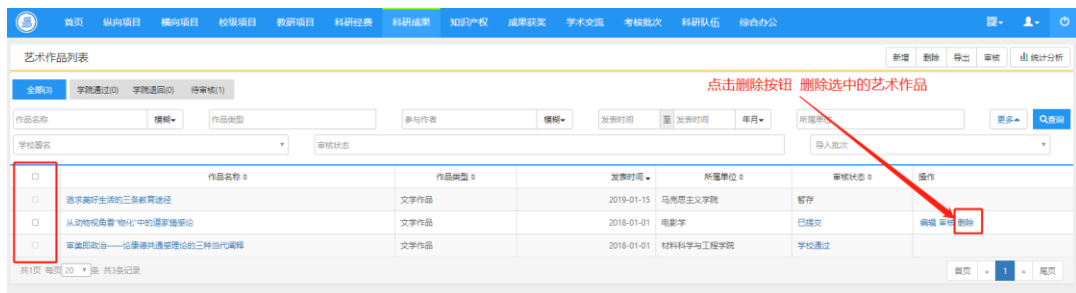 首页 纵向项目 横向项目 校级项目 教研项目 科研经费 科研成果 知识产权 成果获奖 学术交流 考核批次 科研队伍 综合办公
艺术作品列表 新增 删除 导出 审核 统计分析
全部(3) 学院通过(0) 学院退回(0) 待审核(1)
点击删除按钮 删除选中的艺术作品
作品名称 模糊 作品类型 参与作者 模糊 发表时间 至 发表时间 年月 所属单位 更多 查询
学校署名 审核状态 导入批次
作品名称 作品类型 发表时间 所属单位 审核状态 操作
追求美好生活的三条教育途径 文学作品 2019-01-15 马克思主义学院 暂存
从动物视角看"物化"中的道家情感论 文学作品 2018-01-01 电影学 已提交 编辑 审核 删除
审美即政治——论康德共通感理论的三种当代阐释 文学作品 2018-01-01 材料科学与工程学院 学校通过
共1页 每页 20 条 共3条记录 首页 « 1 » 尾页